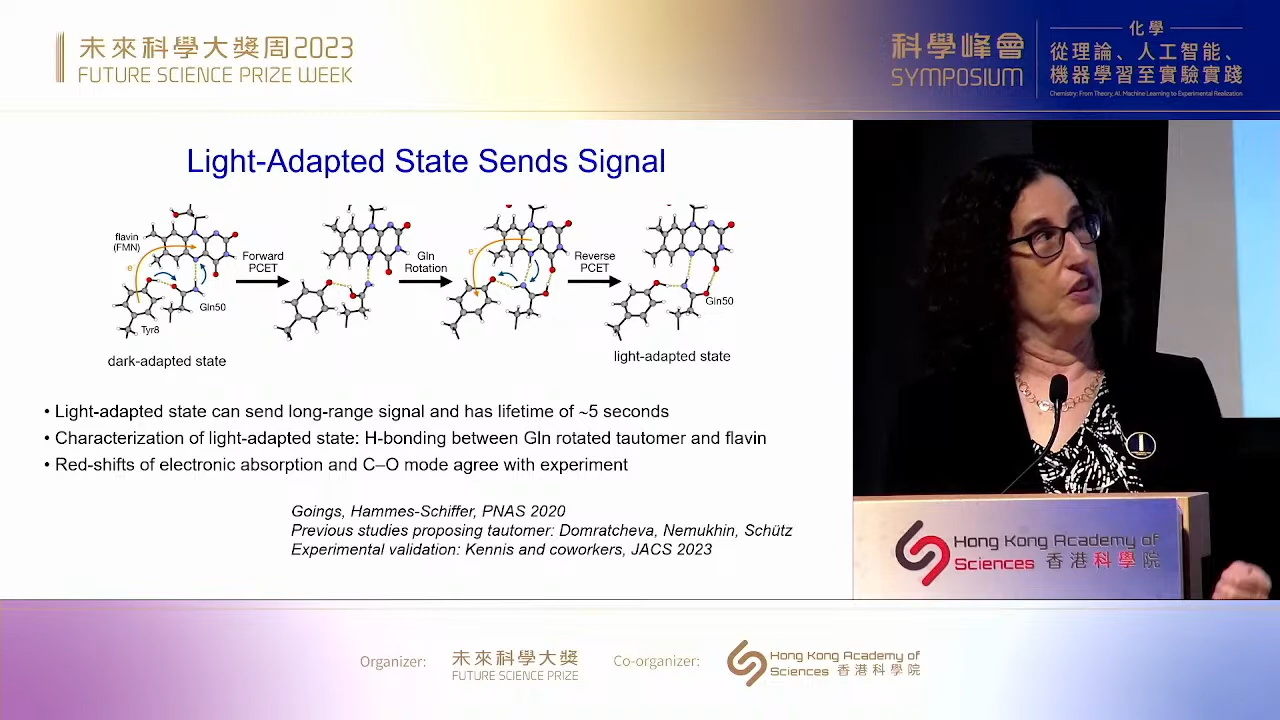 未來科學大獎周2023
FUTURE SCIENCE PRIZE WEEK
科學峰會
SYMPOSIUM
化學
從理論、人工智能、
機器學習至實驗實踐
Chemistry: From Theory, AI, Machine Learning to Experimental Realization
Light-Adapted State Sends Signal
flavin
(FMN)
e-
Tyr8
Gln50
dark-adapted state
Forward
PCET
Gln
Rotation
e-
Reverse
PCET
Gln50
light-adapted state
• Light-adapted state can send long-range signal and has lifetime of ~5 seconds
• Characterization of light-adapted state: H-bonding between Gln rotated tautomer and flavin
• Red-shifts of electronic absorption and C–O mode agree with experiment
Goings, Hammes-Schiffer, PNAS 2020
Previous studies proposing tautomer: Domratcheva, Nemukhin, Schütz
Experimental validation: Kennis and coworkers, JACS 2023
Hong Kong Academy of
Sciences 香港科學院
Organizer:
未來科學大獎
FUTURE SCIENCE PRIZE
Co-organizer:
Hong Kong Academy of
Sciences 香港科學院